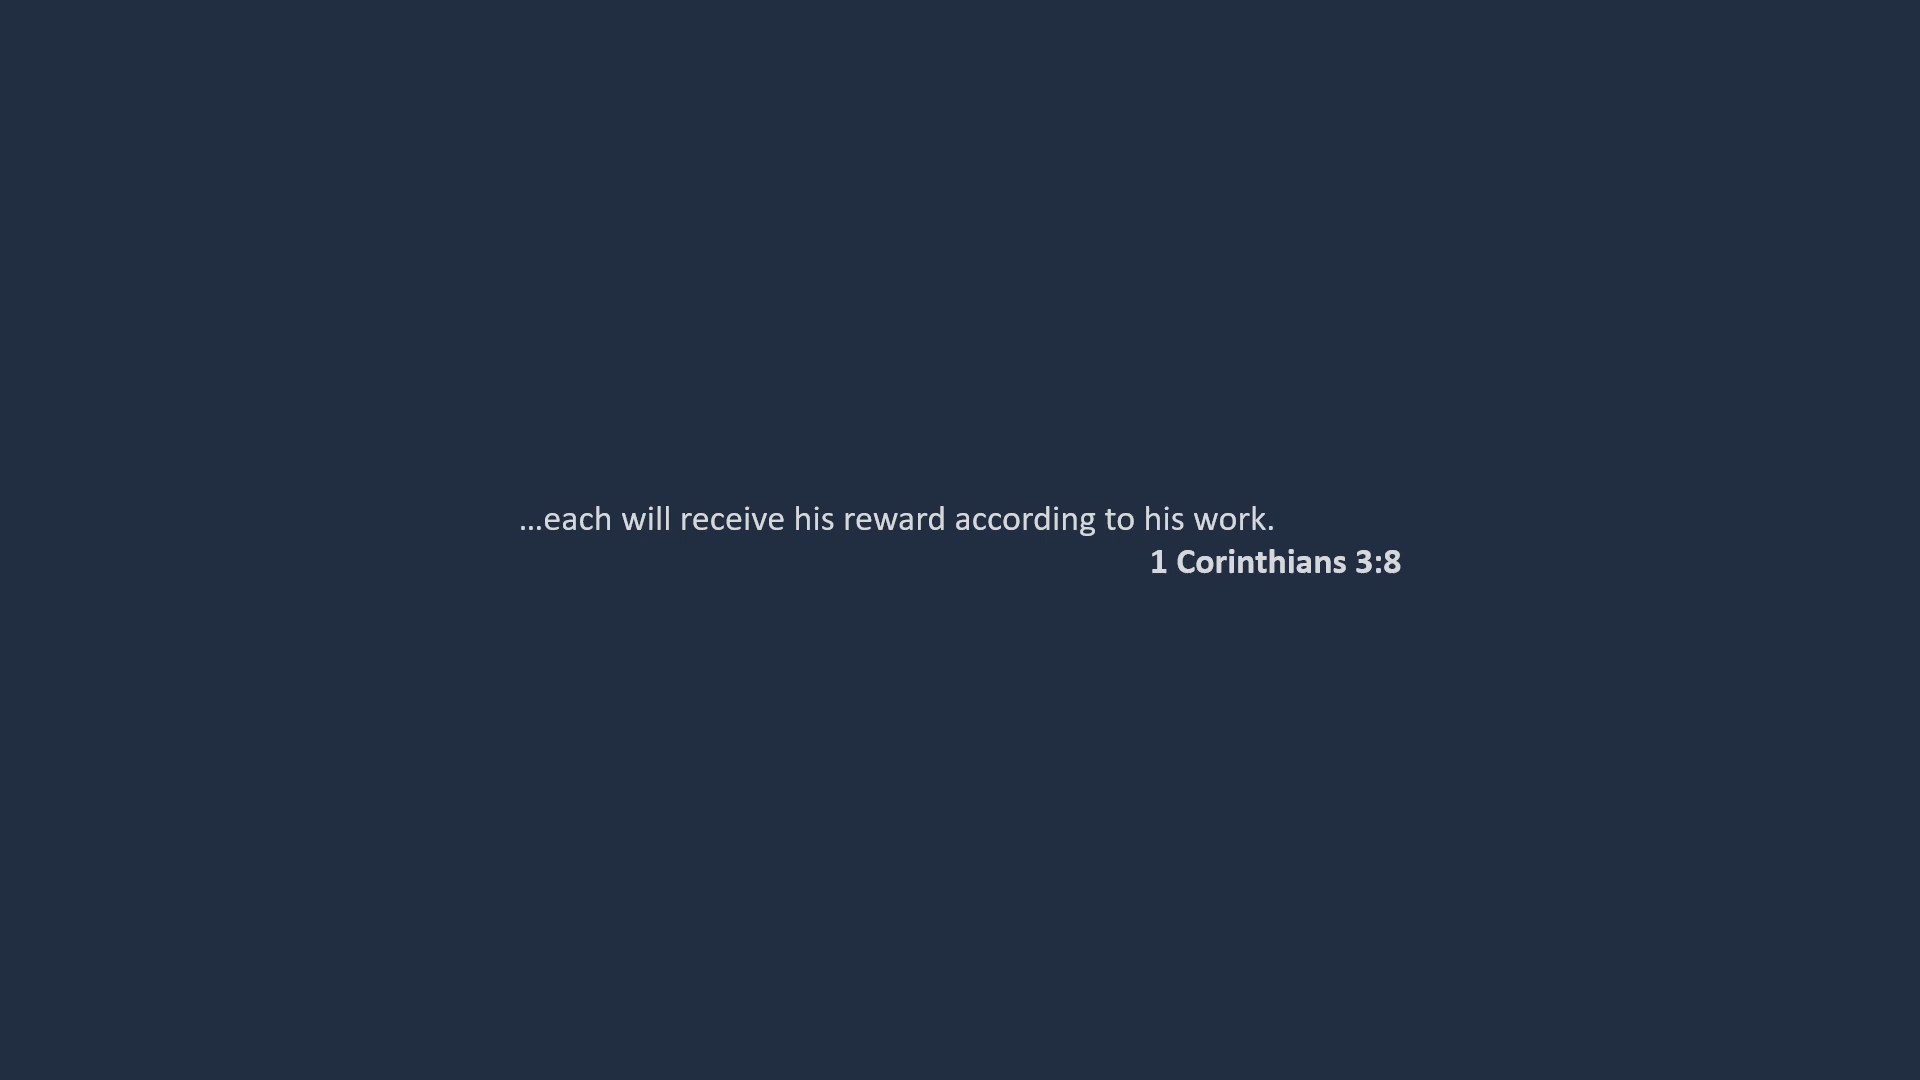 …each will receive his reward according to his work.
1 Corinthians 3:8